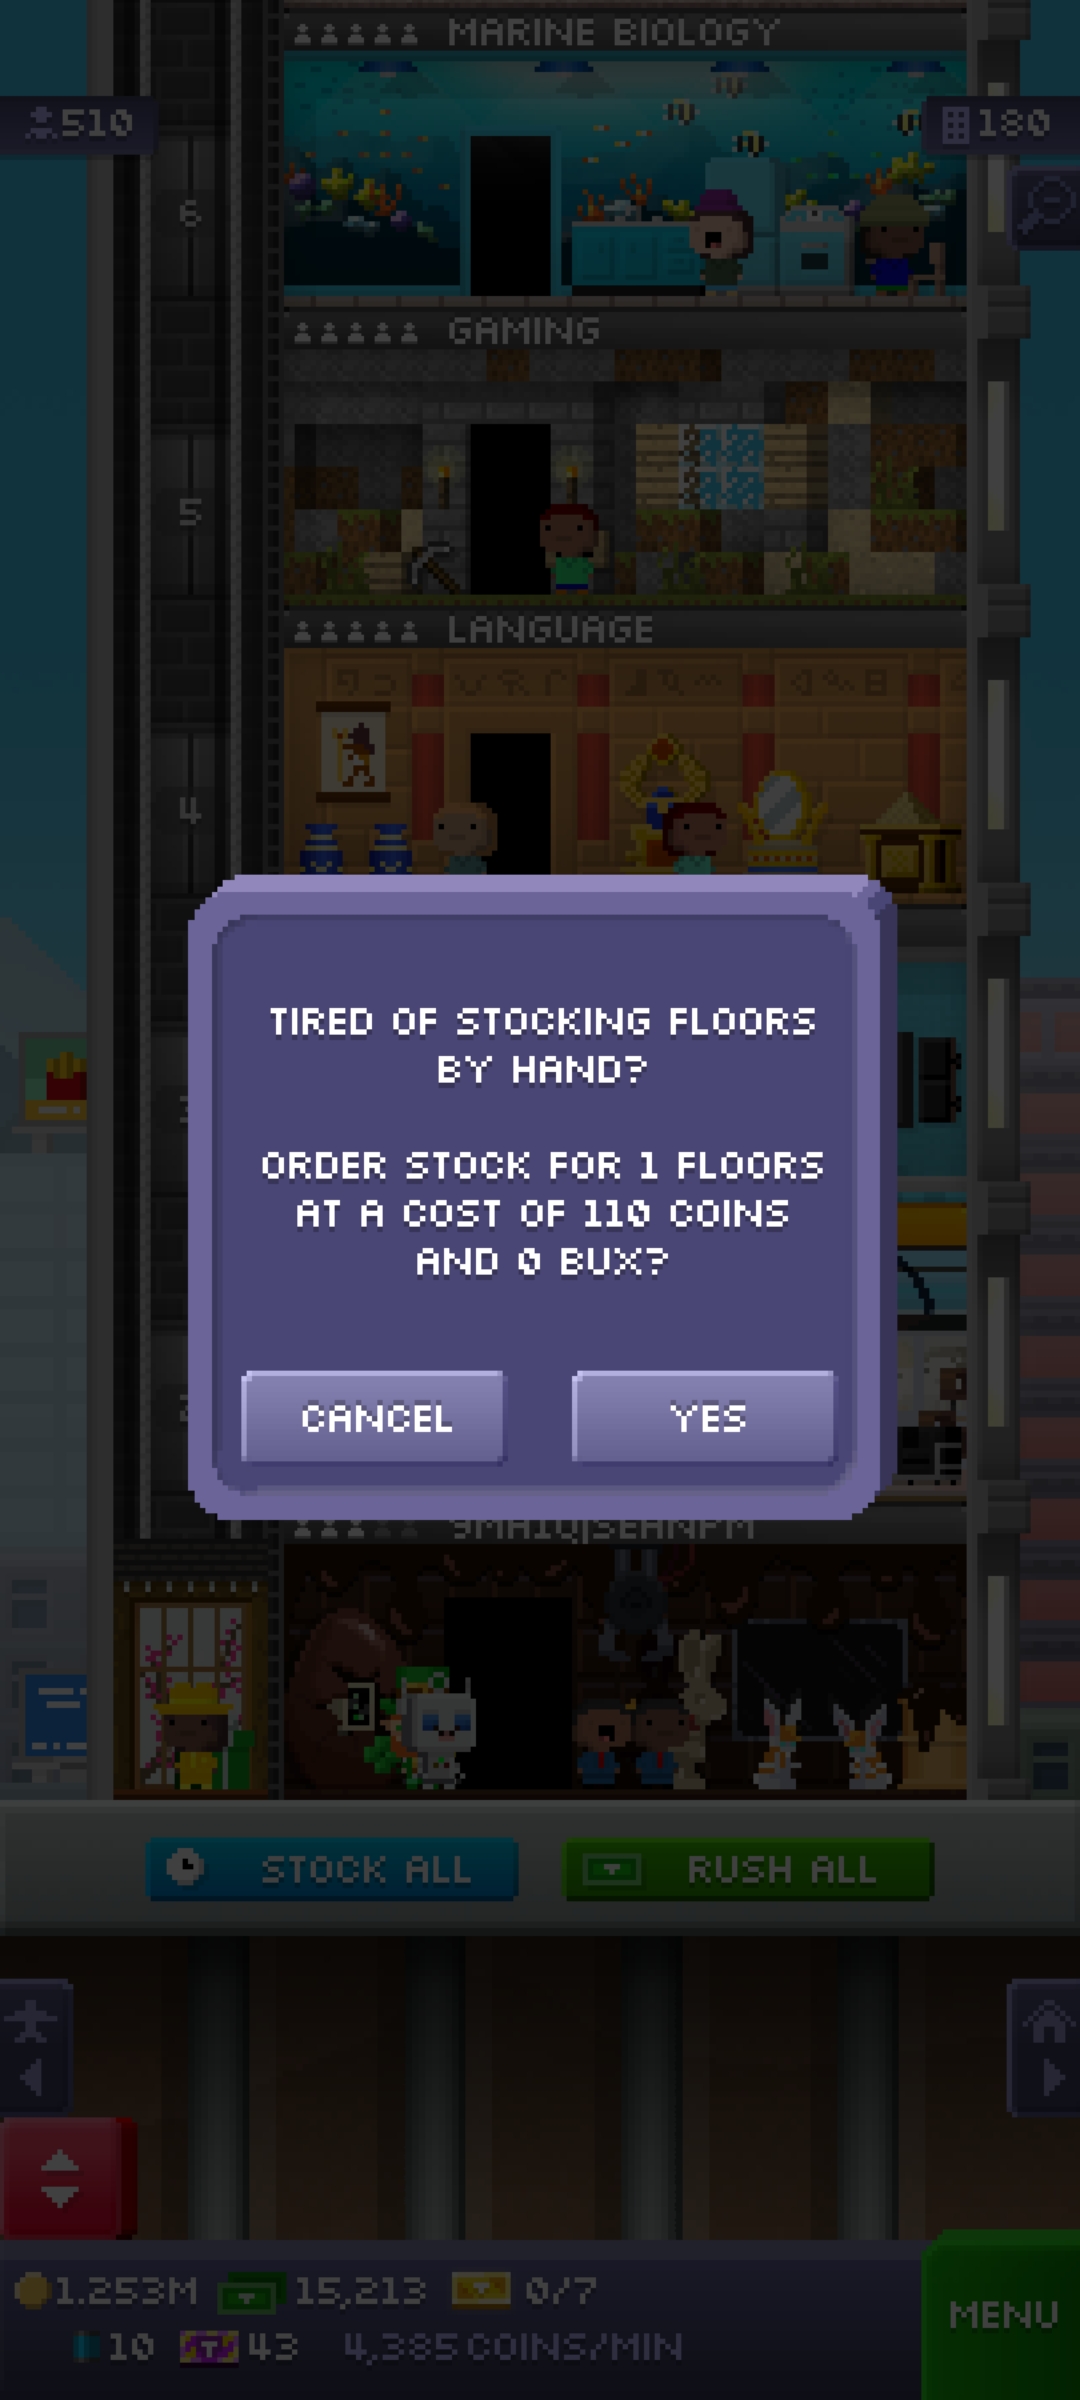 MARINE BIOLOGY
510
180
6
GAMING
5
LANGUAGE
4
TIRED OF STOCKING FLOORS
BY HAND?
ORDER STOCK FOR 1 FLOORS
AT A COST OF 110 COINS
AND 0 BUX?
CANCEL
YES
STOCK ALL
RUSH ALL
1.253M
15,213
0/7
MENU
10
43
4,385 COINS/MIN